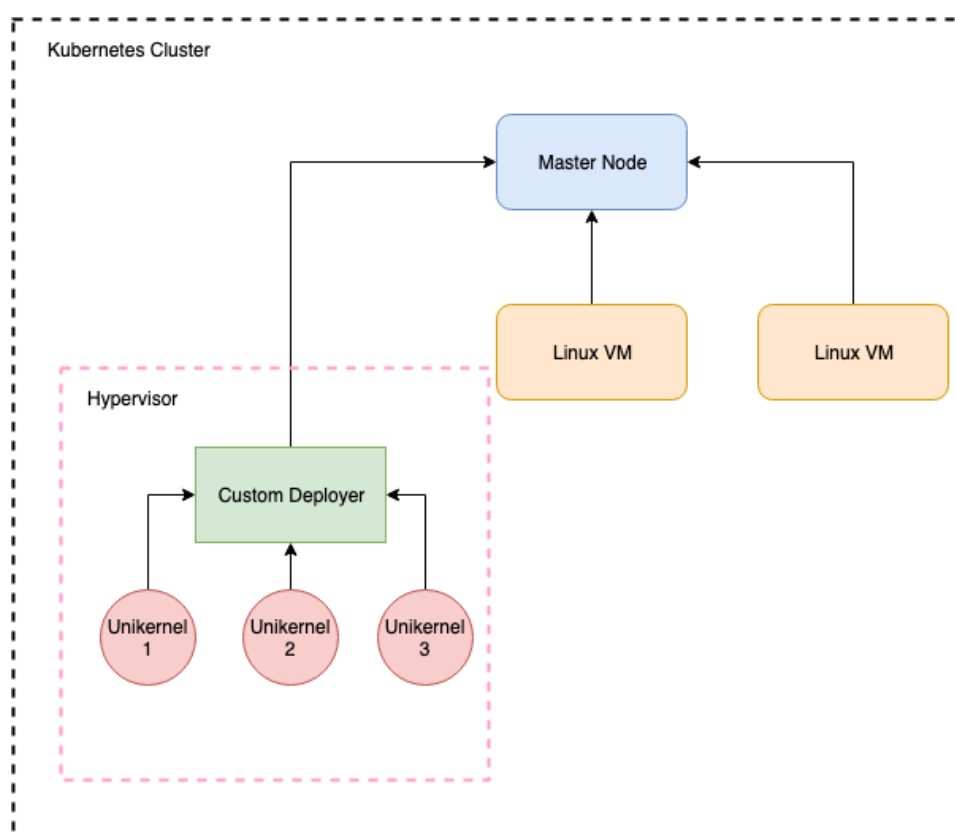 Kubernetes Cluster
Master Node
Linux VM
Linux VM
Hypervisor
Custom Deployer
Unikernel
1
Unikernel
2
Unikernel
3